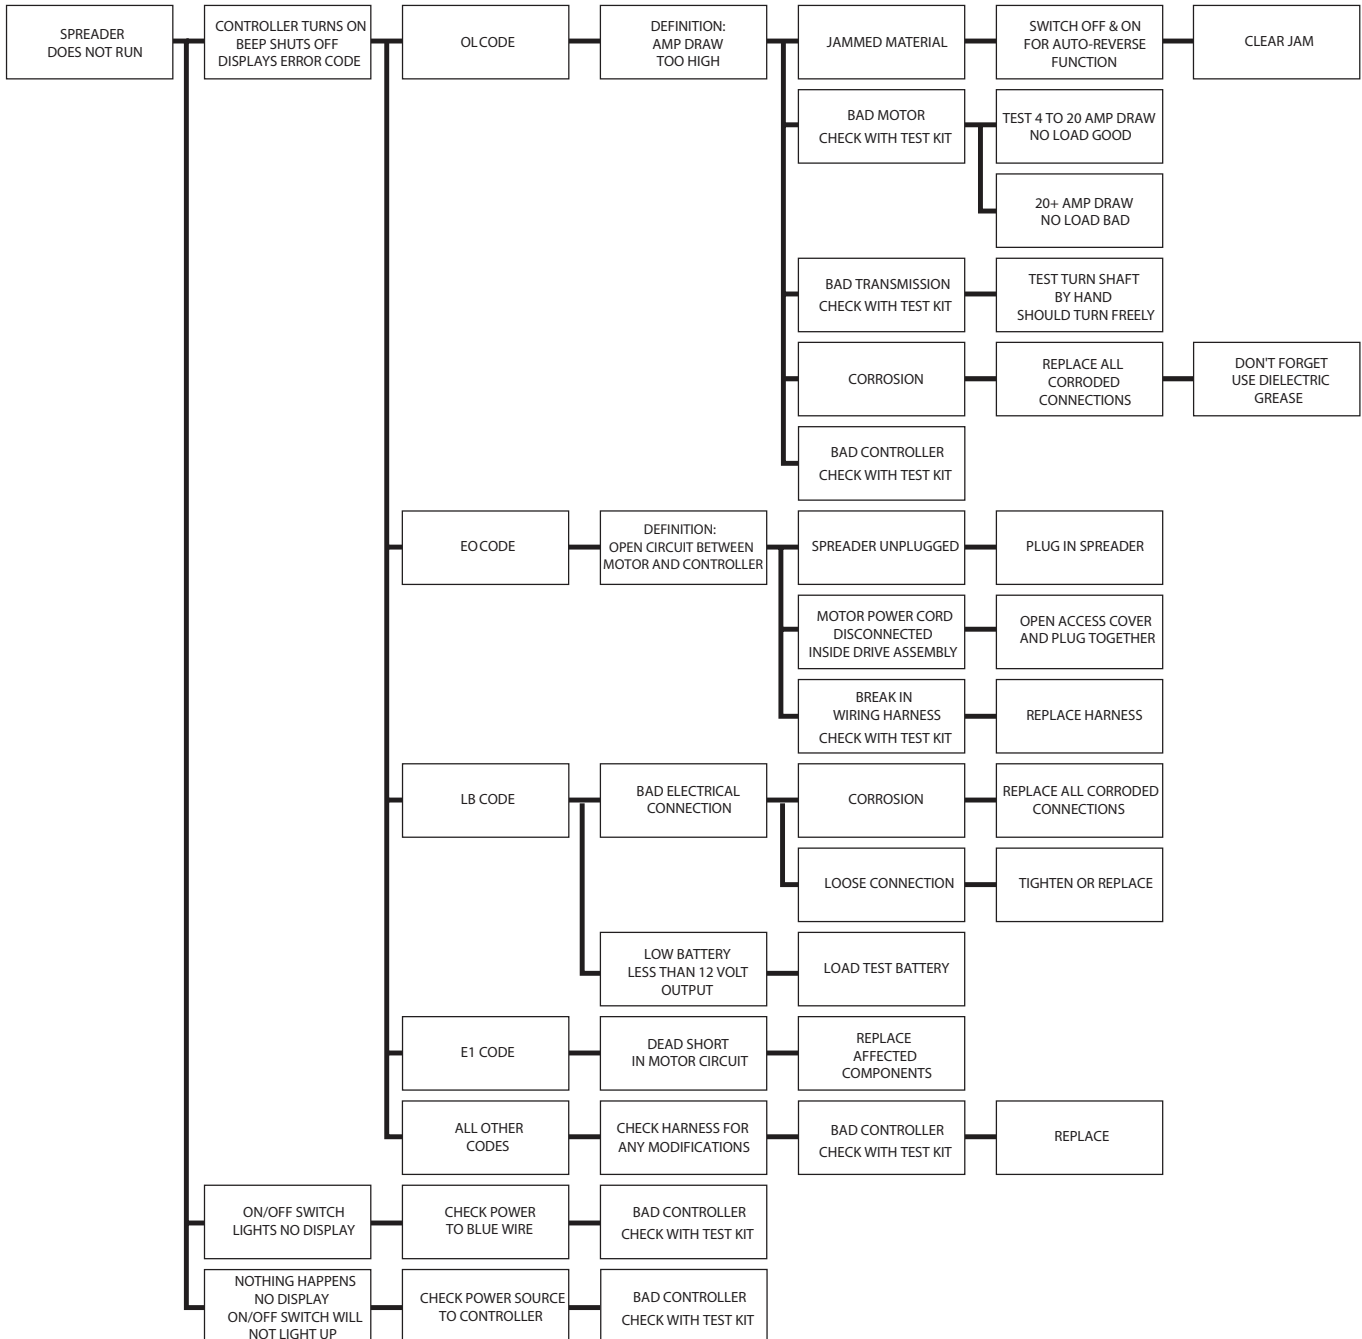 SPREADER
DOES NOT RUN
CONTROLLER TURNS ON
BEEP SHUTS OFF
DISPLAYS ERROR CODE
OL CODE
DEFINITION:
AMP DRAW
TOO HIGH
JAMMED MATERIAL
SWITCH OFF & ON
FOR AUTO-REVERSE
FUNCTION
CLEAR JAM
BAD MOTOR
CHECK WITH TEST KIT
TEST 4 TO 20 AMP DRAW
NO LOAD GOOD
20+ AMP DRAW
NO LOAD BAD
BAD TRANSMISSION
CHECK WITH TEST KIT
TEST TURN SHAFT
BY HAND
SHOULD TURN FREELY
CORROSION
REPLACE ALL
CORRODED
CONNECTIONS
DON'T FORGET
USE DIELECTRIC
GREASE
BAD CONTROLLER
CHECK WITH TEST KIT
EO CODE
DEFINITION:
OPEN CIRCUIT BETWEEN
MOTOR AND CONTROLLER
SPREADER UNPLUGGED
PLUG IN SPREADER
MOTOR POWER CORD
DISCONNECTED
INSIDE DRIVE ASSEMBLY
OPEN ACCESS COVER
AND PLUG TOGETHER
BREAK IN
WIRING HARNESS
CHECK WITH TEST KIT
REPLACE HARNESS
LB CODE
BAD ELECTRICAL
CONNECTION
CORROSION
REPLACE ALL CORRODED
CONNECTIONS
LOOSE CONNECTION
TIGHTEN OR REPLACE
LOW BATTERY
LESS THAN 12 VOLT
OUTPUT
LOAD TEST BATTERY
E1 CODE
DEAD SHORT
IN MOTOR CIRCUIT
REPLACE
AFFECTED
COMPONENTS
ALL OTHER
CODES
CHECK HARNESS FOR
ANY MODIFICATIONS
BAD CONTROLLER
CHECK WITH TEST KIT
REPLACE
ON/OFF SWITCH
LIGHTS NO DISPLAY
CHECK POWER
TO BLUE WIRE
BAD CONTROLLER
CHECK WITH TEST KIT
NOTHING HAPPENS
NO DISPLAY
ON/OFF SWITCH WILL
NOT LIGHT UP
CHECK POWER SOURCE
TO CONTROLLER
BAD CONTROLLER
CHECK WITH TEST KIT